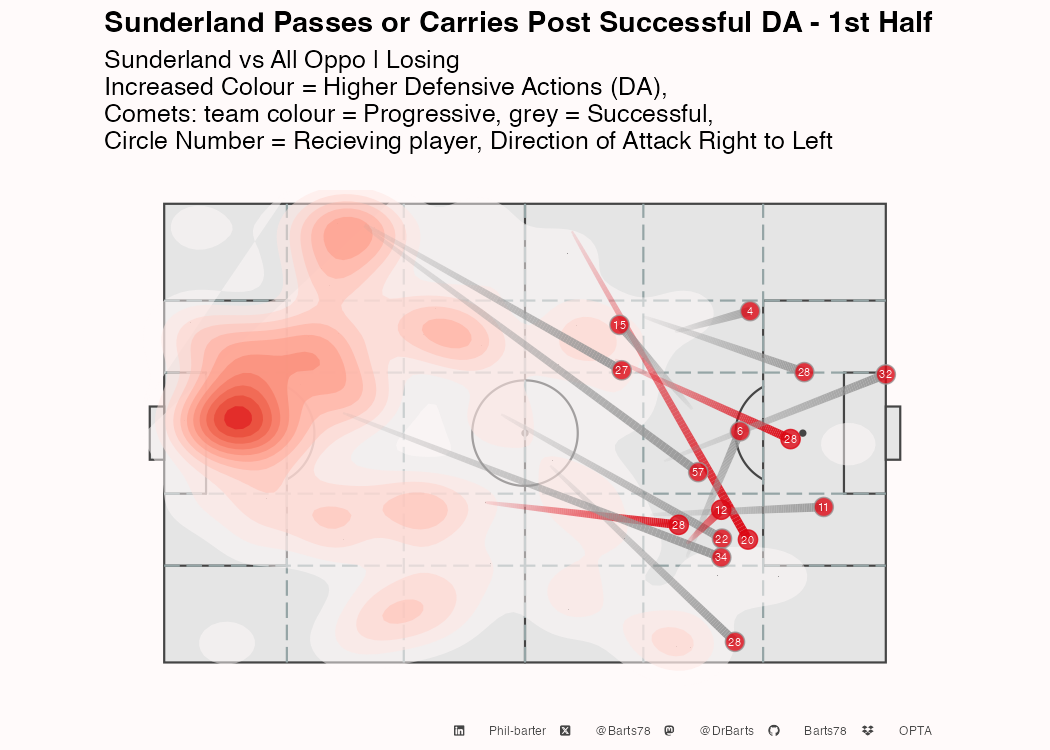 Sunderland Passes or Carries Post Successful DA - 1st Half
Sunderland vs All Oppo | Losing
Increased Colour = Higher Defensive Actions (DA),
Comets: team colour = Progressive, grey = Successful,
Circle Number = Recieving player, Direction of Attack Right to Left
4
15
27
28
32
6
28
57
11
12
28
22
20
34
28
Phil-barter @Barts78 @DrBarts Barts78 OPTA